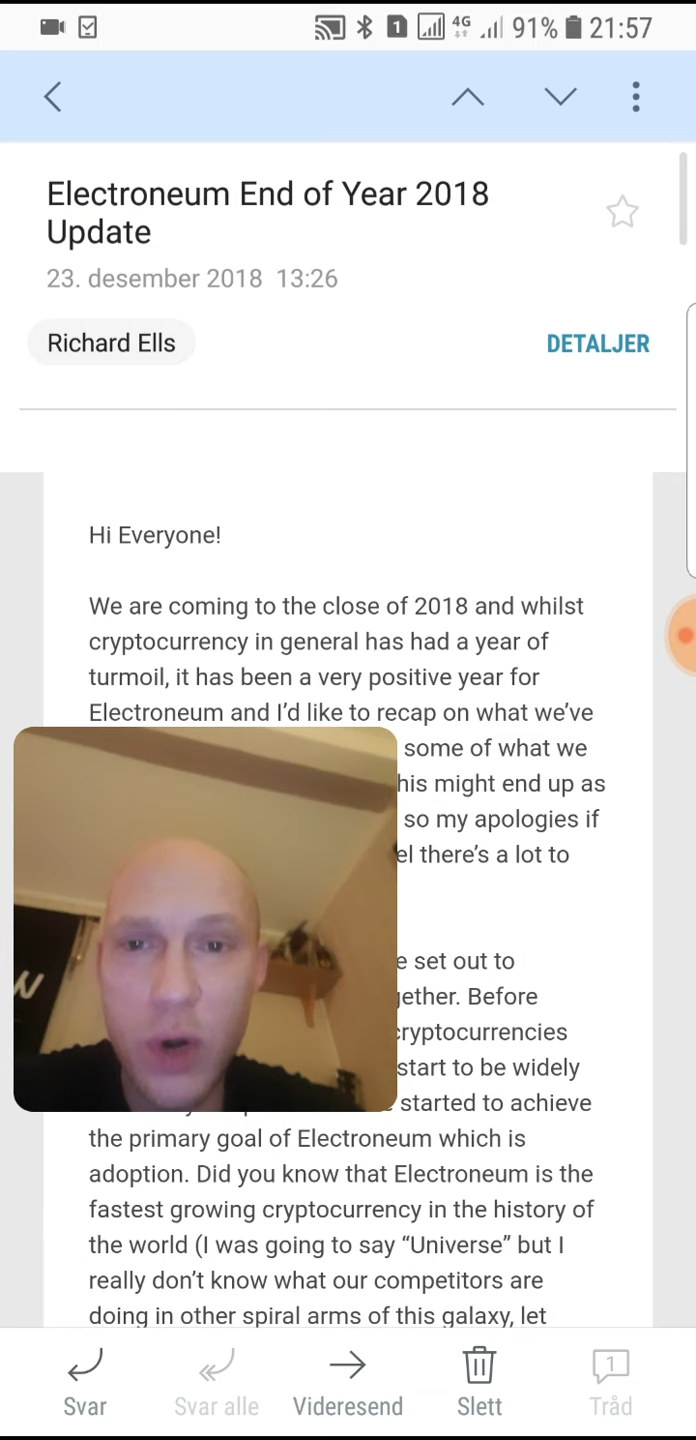 1 4G 91% 21:57
Electroneum End of Year 2018
Update
23. desember 2018 13:26
Richard Ells
DETALJER
Hi Everyone!
We are coming to the close of 2018 and whilst
cryptocurrency in general has had a year of
turmoil, it has been a very positive year for
Electroneum and I’d like to recap on what we’ve
some of what we
his might end up as
so my apologies if
el there’s a lot to
e set out to
gether. Before
cryptocurrencies
start to be widely
started to achieve
the primary goal of Electroneum which is
adoption. Did you know that Electroneum is the
fastest growing cryptocurrency in the history of
the world (I was going to say “Universe” but I
really don’t know what our competitors are
doing in other spiral arms of this galaxy, let
Svar
Svar alle
Videresend
Slett
1
Tråd